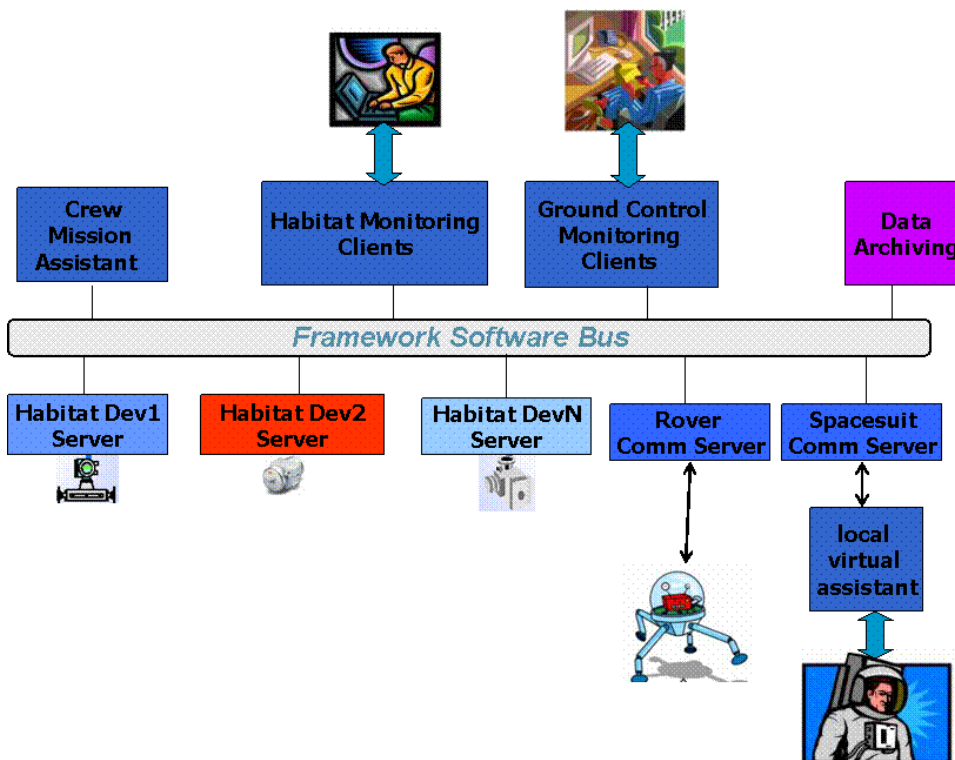 Crew
Mission
Assistant
Habitat Monitoring
Clients
Ground Control
Monitoring
Clients
Data
Archiving
Framework Software Bus
Habitat Dev1
Server
Habitat Dev2
Server
Habitat DevN
Server
Rover
Comm Server
Spacesuit
Comm Server
local
virtual
assistant